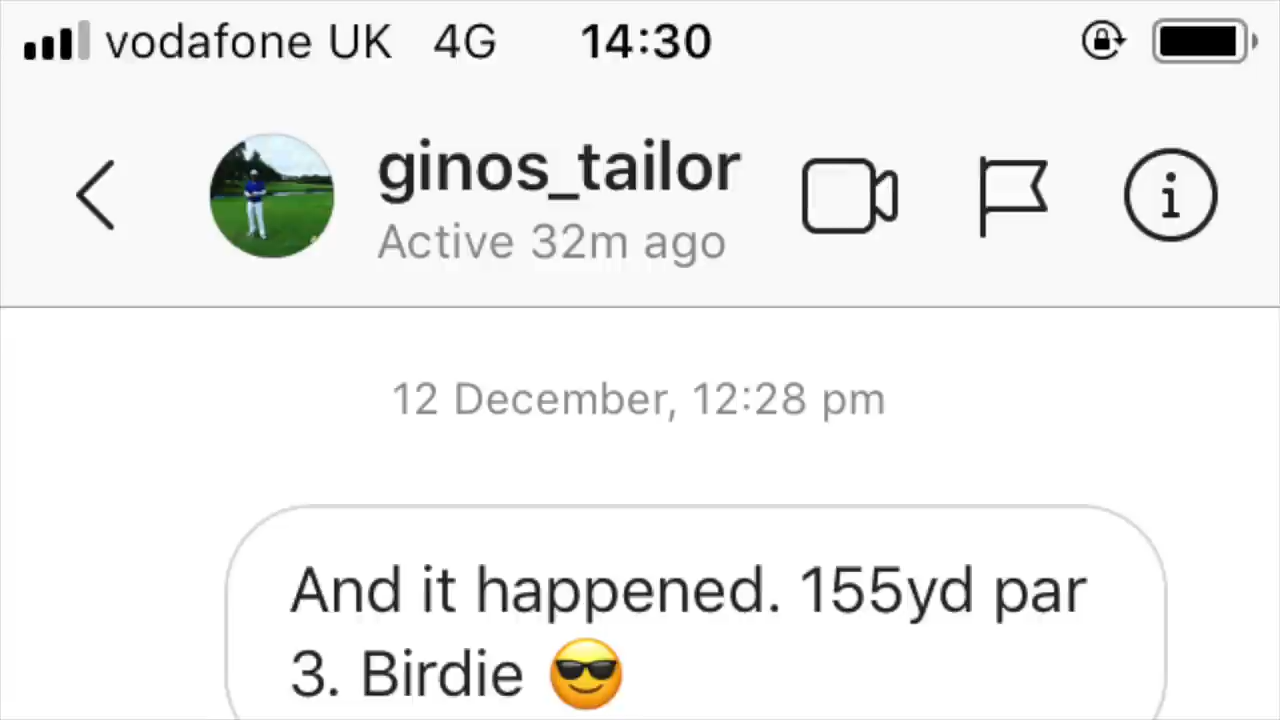 vodafone UK 4G 14:30
ginos_tailor
Active 32m ago
12 December, 12:28 pm
And it happened. 155yd par
3. Birdie 😎